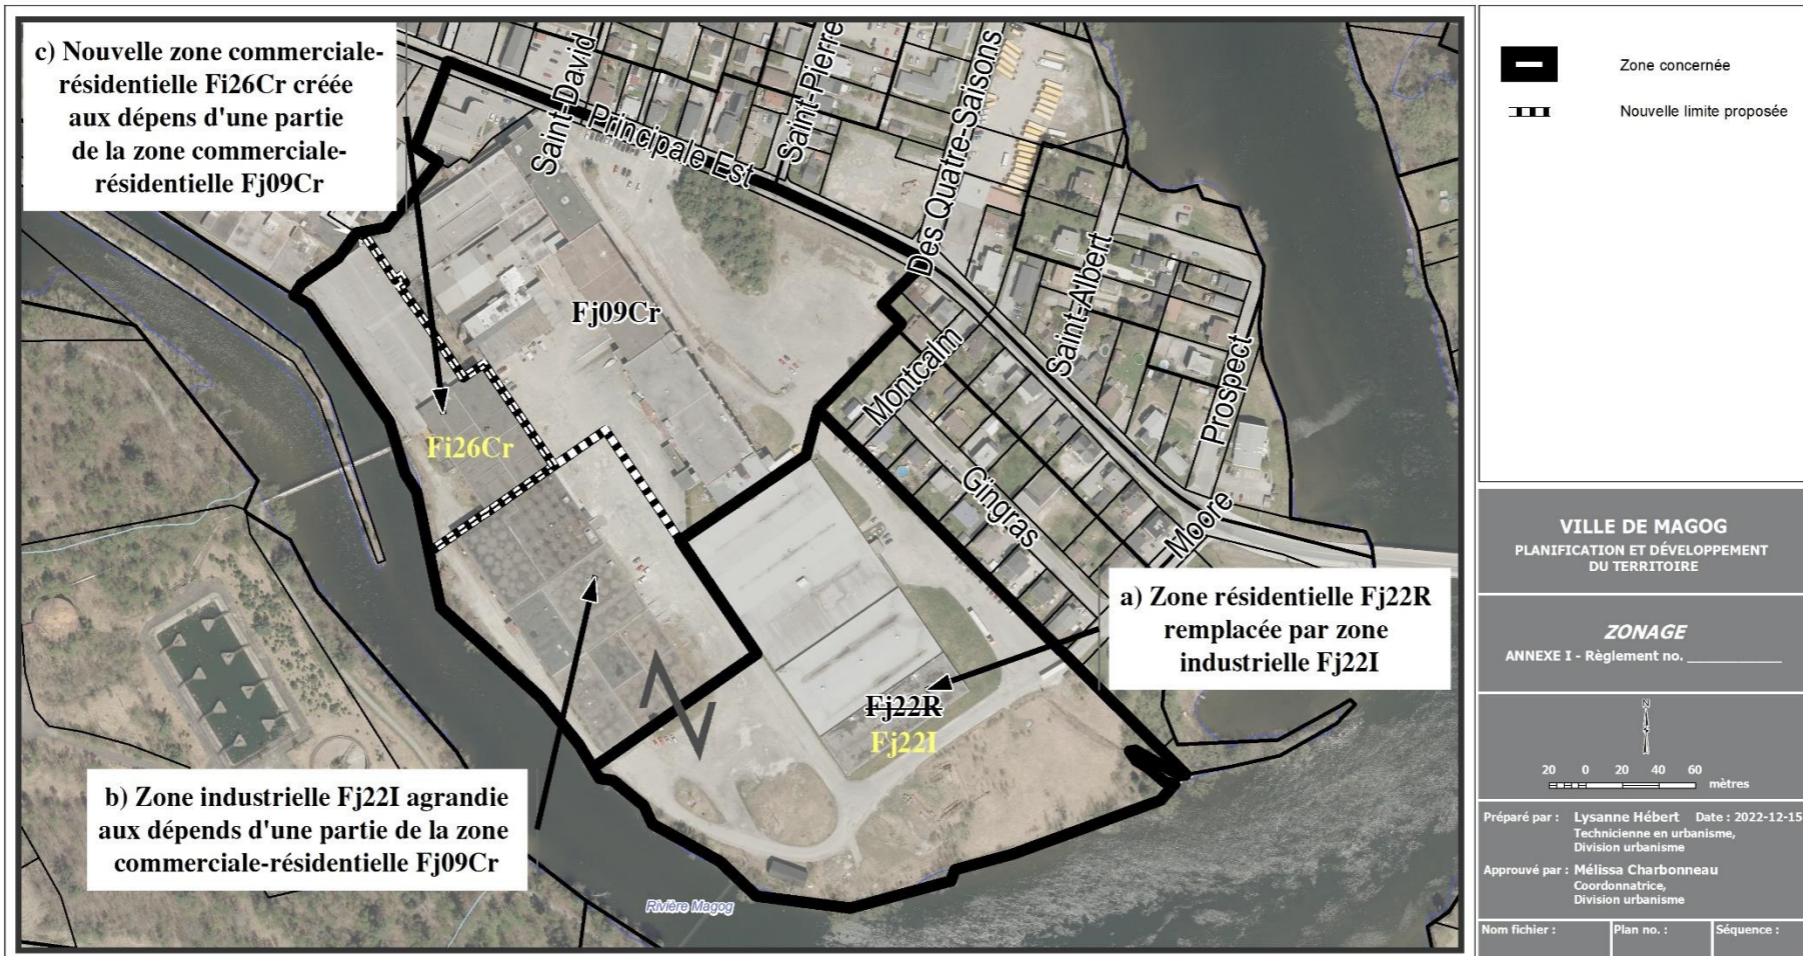 c) Nouvelle zone commerciale-
résidentielle Fi26Cr créée
aux dépens d'une partie
de la zone commerciale-
résidentielle Fj09Cr
Saint-David
Principale Est
Saint-Pierre
Des Quatre-Saisons
Saint-Albert
Prospect
Montcalm
Gingras
Moore
Fj09Cr
Fi26Cr
a) Zone résidentielle Fj22R
remplacée par zone
industrielle Fj22I
Fj22R
Fj22I
b) Zone industrielle Fj22I agrandie
aux dépends d'une partie de la zone
commerciale-résidentielle Fj09Cr
Rivière Magog
Zone concernée
Nouvelle limite proposée
VILLE DE MAGOG
PLANIFICATION ET DÉVELOPPEMENT
DU TERRITOIRE
ZONAGE
ANNEXE I - Règlement no. ____________
N
20 0 20 40 60
mètres
Préparé par : Lysanne Hébert Date : 2022-12-15
Technicienne en urbanisme,
Division urbanisme
Approuvé par : Mélissa Charbonneau
Coordonnatrice,
Division urbanisme
Nom fichier : Plan no. : Séquence :